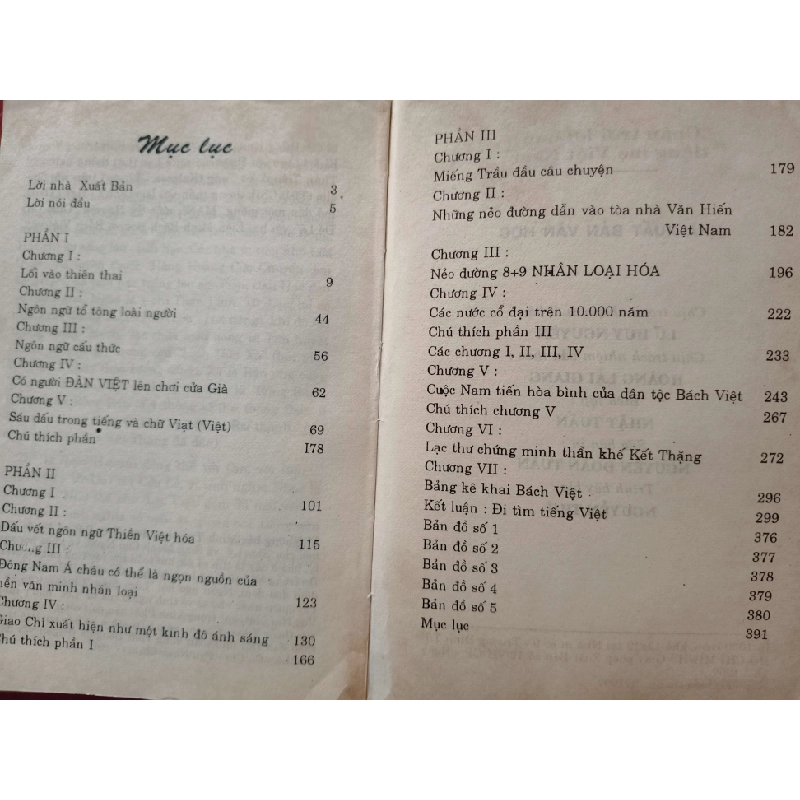 Mục lục
Lời nhà Xuất Bản 3
Lời nói đầu 5
PHẦN I
Chương I :
Lối vào thiên thai 9
Chương II :
Ngôn ngữ tổ tông loài người 44
Chương III :
Ngôn ngữ cấu thức 56
Chương IV :
Có người ĐÀN VIỆT lên chơi cửa Già 62
Chương V :
Sáu dấu trong tiếng và chữ Viạt (Việt) 69
Chú thích phần I78
PHẦN II
Chương I 101
Chương II :
Dấu vết ngôn ngữ Thiền Việt hóa 115
Chương III :
Đông Nam Á châu có thể là ngọn nguồn của
nền văn minh nhân loại 123
Chương IV :
Giao Chỉ xuất hiện như một kinh đô ánh sáng 130
Chú thích phần I 166
PHẦN III
Chương I :
Miếng Trầu đầu câu chuyện 179
Chương II :
Những nẻo đường dẫn vào tòa nhà Văn Hiến
Việt Nam 182
Chương III :
Nẻo đường 8+9 NHÂN LOẠI HÓA 196
Chương IV :
Các nước cổ đại trên 10.000 năm 222
Chú thích phần III
Các chương I, II, III, IV 233
Chương V :
Cuộc Nam tiến hòa bình của dân tộc Bách Việt 243
Chú thích chương V 267
Chương VI :
Lạc thư chứng minh thần khế Kết Thặng 272
Chương VII :
Bảng kê khai Bách Việt : 296
Kết luận : Đi tìm tiếng Việt 299
Bản đồ số 1 376
Bản đồ số 2 377
Bản đồ số 3 378
Bản đồ số 4 379
Bản đồ số 5 380
Mục lục 391